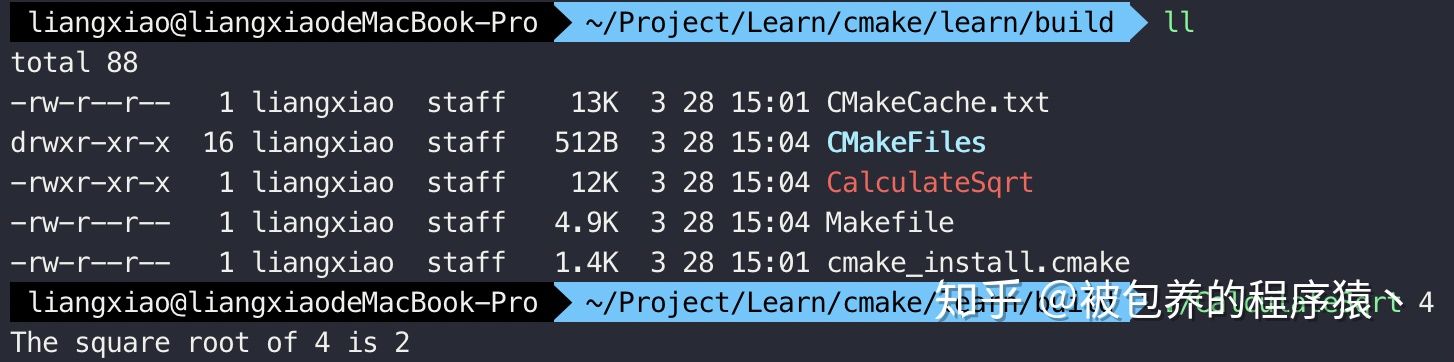 liangxiao@liangxiaodeMacBook-Pro ~/Project/Learn/cmake/learn/build ll
total 88
-rw-r--r-- 1 liangxiao staff 13K 3 28 15:01 CMakeCache.txt
drwxr-xr-x 16 liangxiao staff 512B 3 28 15:04 CMakeFiles
-rwxr-xr-x 1 liangxiao staff 12K 3 28 15:04 CalculateSqrt
-rw-r--r-- 1 liangxiao staff 4.9K 3 28 15:04 Makefile
-rw-r--r-- 1 liangxiao staff 1.4K 3 28 15:01 cmake_install.cmake
liangxiao@liangxiaodeMacBook-Pro ~/Project/Learn/cmake/learn/build ./CalculateSqrt 4
知乎 @被包养的程序猿丶
The square root of 4 is 2